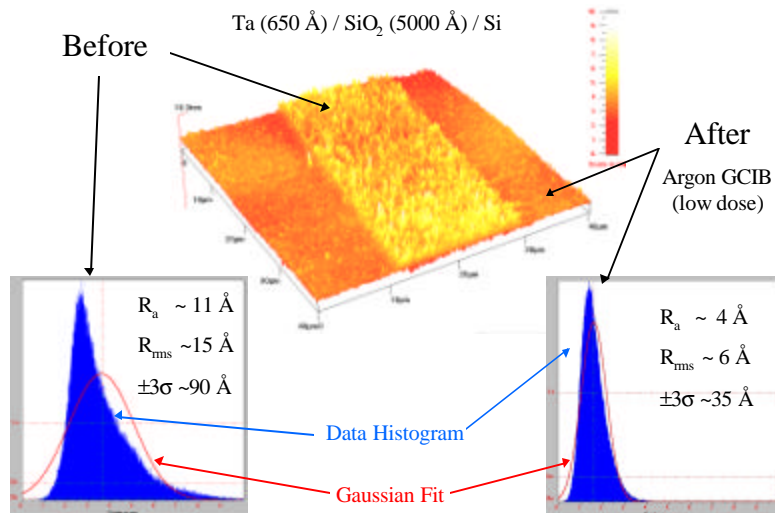 Ta (650 Å) / SiO₂ (5000 Å) / Si
Before
After
Argon GCIB
(low dose)
Rₐ ~ 11 Å
Rrms ~15 Å
±3σ ~90 Å
Rₐ ~ 4 Å
Rrms ~ 6 Å
±3σ ~35 Å
Data Histogram
Gaussian Fit